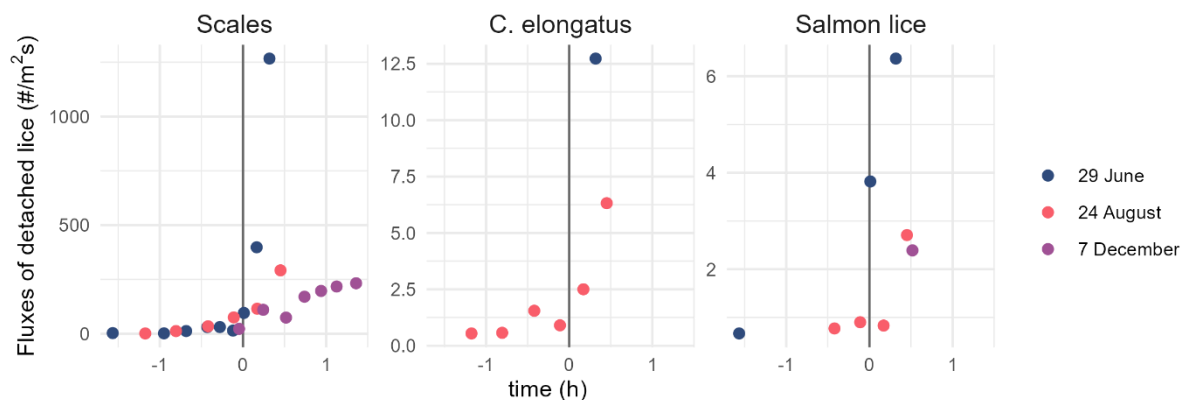 Scales
C. elongatus
Salmon lice
Fluxes of detached lice (#/m²s)
1000
500
0
12.5
10.0
7.5
5.0
2.5
0.0
6
4
2
-1 0 1
-1 0 1
-1 0 1
time (h)
29 June
24 August
7 December